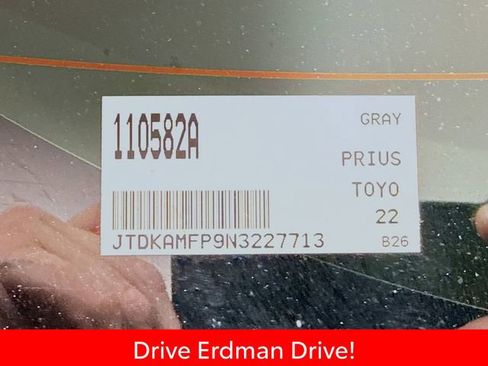 110582A
GRAY
PRIUS
TOYO
22
JTDKAMFP9N3227713
B26
Drive Erdman Drive!